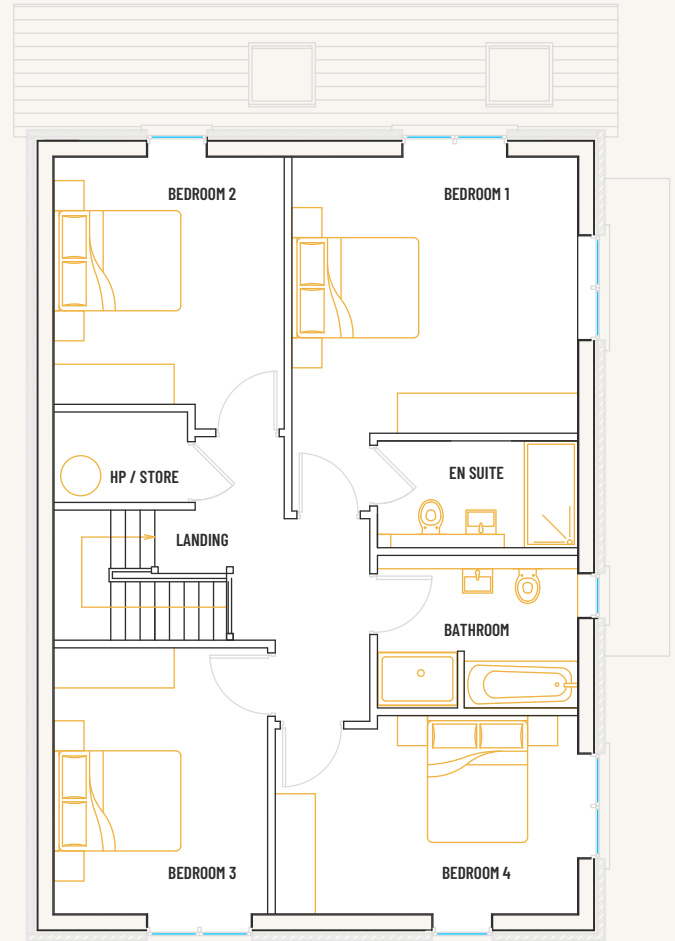 BEDROOM 2
BEDROOM 1
HP / STORE
EN SUITE
LANDING
BATHROOM
BEDROOM 3
BEDROOM 4